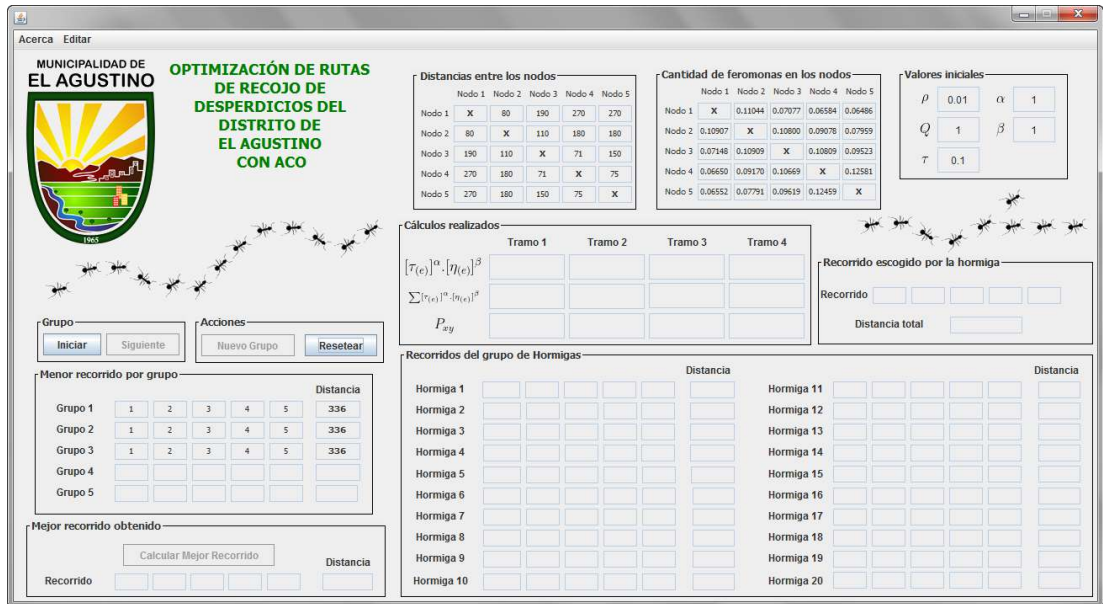 Acerca Editar
MUNICIPALIDAD DE
EL AGUSTINO
1965
OPTIMIZACIÓN DE RUTAS
DE RECOJO DE
DESPERDICIOS DEL
DISTRITO DE
EL AGUSTINO
CON ACO
Distancias entre los nodos
Nodo 1 Nodo 2 Nodo 3 Nodo 4 Nodo 5
Nodo 1 X 80 190 270 270
Nodo 2 80 X 110 180 180
Nodo 3 190 110 X 71 150
Nodo 4 270 180 71 X 75
Nodo 5 270 180 150 75 X
Cantidad de feromonas en los nodos
Nodo 1 Nodo 2 Nodo 3 Nodo 4 Nodo 5
Nodo 1 X 0.11044 0.07077 0.06584 0.06486
Nodo 2 0.10907 X 0.10800 0.09078 0.07959
Nodo 3 0.07148 0.10909 X 0.10809 0.09523
Nodo 4 0.06650 0.09170 0.10669 X 0.12581
Nodo 5 0.06552 0.07791 0.09619 0.12459 X
Valores iniciales
ρ 0.01 α 1
Q 1 β 1
τ 0.1
Cálculos realizados
Tramo 1 Tramo 2 Tramo 3 Tramo 4
[τ(e)]^α.[η(e)]^β
∑[τ(e)]^α.[η(e)]^β
P_xy
Recorrido escogido por la hormiga
Recorrido
Distancia total
Grupo
Iniciar Siguiente
Acciones
Nuevo Grupo Resetear
Menor recorrido por grupo
Distancia
Grupo 1 1 2 3 4 5 336
Grupo 2 1 2 3 4 5 336
Grupo 3 1 2 3 4 5 336
Grupo 4
Grupo 5
Mejor recorrido obtenido
Calcular Mejor Recorrido
Distancia
Recorrido
Recorridos del grupo de Hormigas
Distancia Distancia
Hormiga 1 Hormiga 11
Hormiga 2 Hormiga 12
Hormiga 3 Hormiga 13
Hormiga 4 Hormiga 14
Hormiga 5 Hormiga 15
Hormiga 6 Hormiga 16
Hormiga 7 Hormiga 17
Hormiga 8 Hormiga 18
Hormiga 9 Hormiga 19
Hormiga 10 Hormiga 20